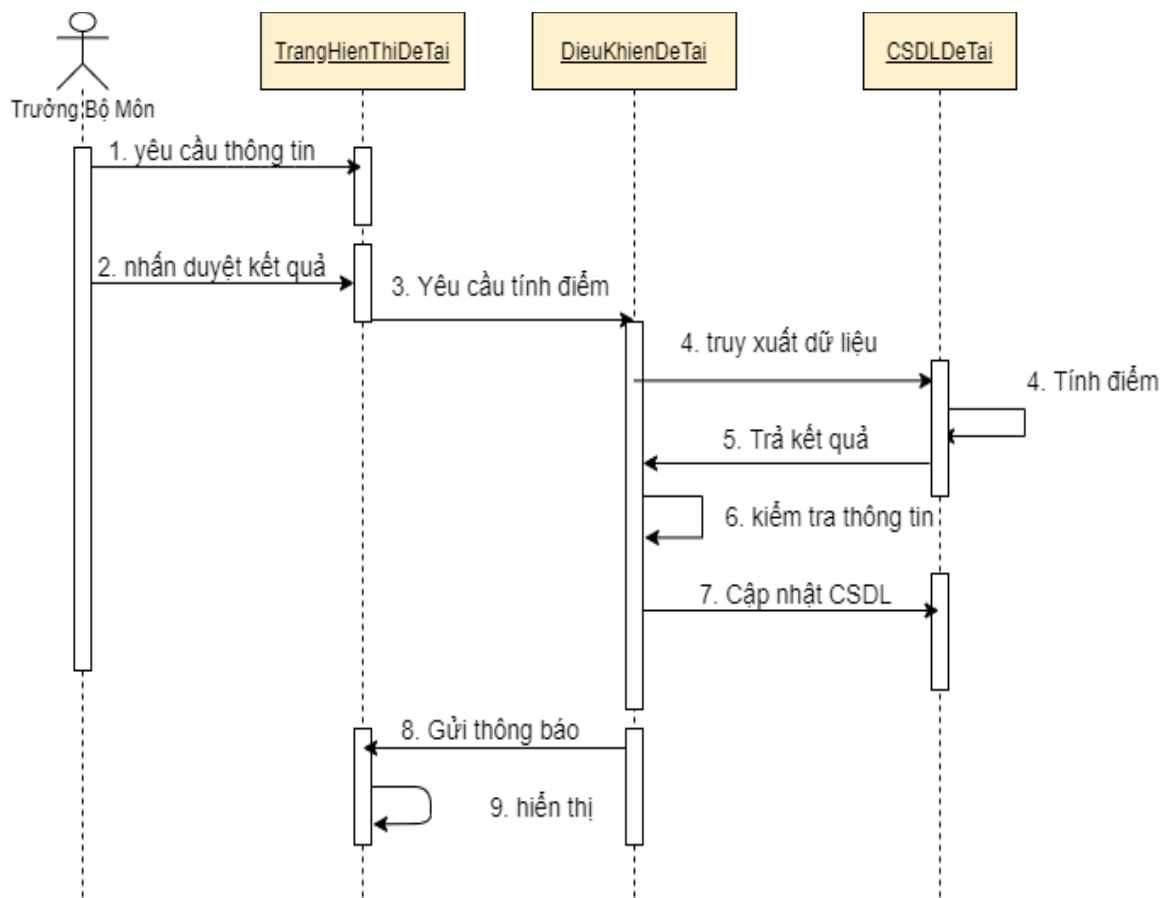 TrangHienThiDeTai
DieuKhienDeTai
CSDLDeTai
Trưởng Bộ Môn
1. yêu cầu thông tin
2. nhấn duyệt kết quả
3. Yêu cầu tính điểm
4. truy xuất dữ liệu
4. Tính điểm
5. Trả kết quả
6. kiểm tra thông tin
7. Cập nhật CSDL
8. Gửi thông báo
9. hiển thị